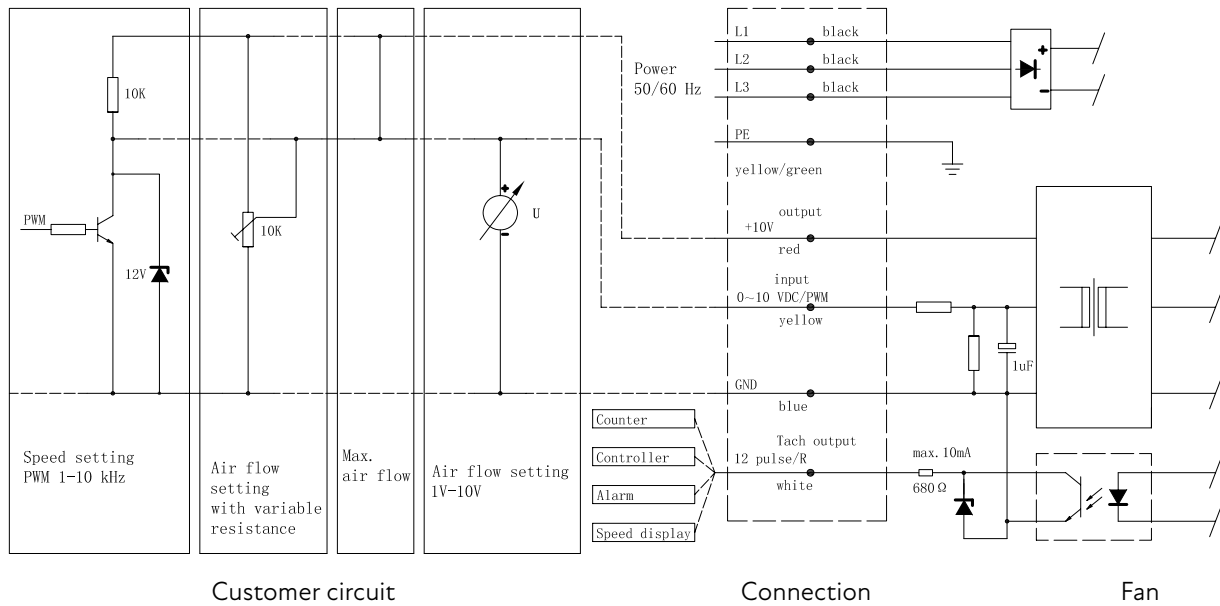 10K
PWM
12V
Speed setting
PWM 1-10 kHz
10K
Air flow
setting
with variable
resistance
Max.
air flow
+
U
-
Air flow setting
1V-10V
Power
50/60 Hz
L1 black
L2 black
L3 black
PE
yellow/green
+
-
output
+10V
red
input
0~10 VDC/PWM
yellow
1uF
GND
blue
Counter
Controller
Alarm
Speed display
Tach output
12 pulse/R
white
max. 10mA
680Ω
Customer circuit
Connection
Fan